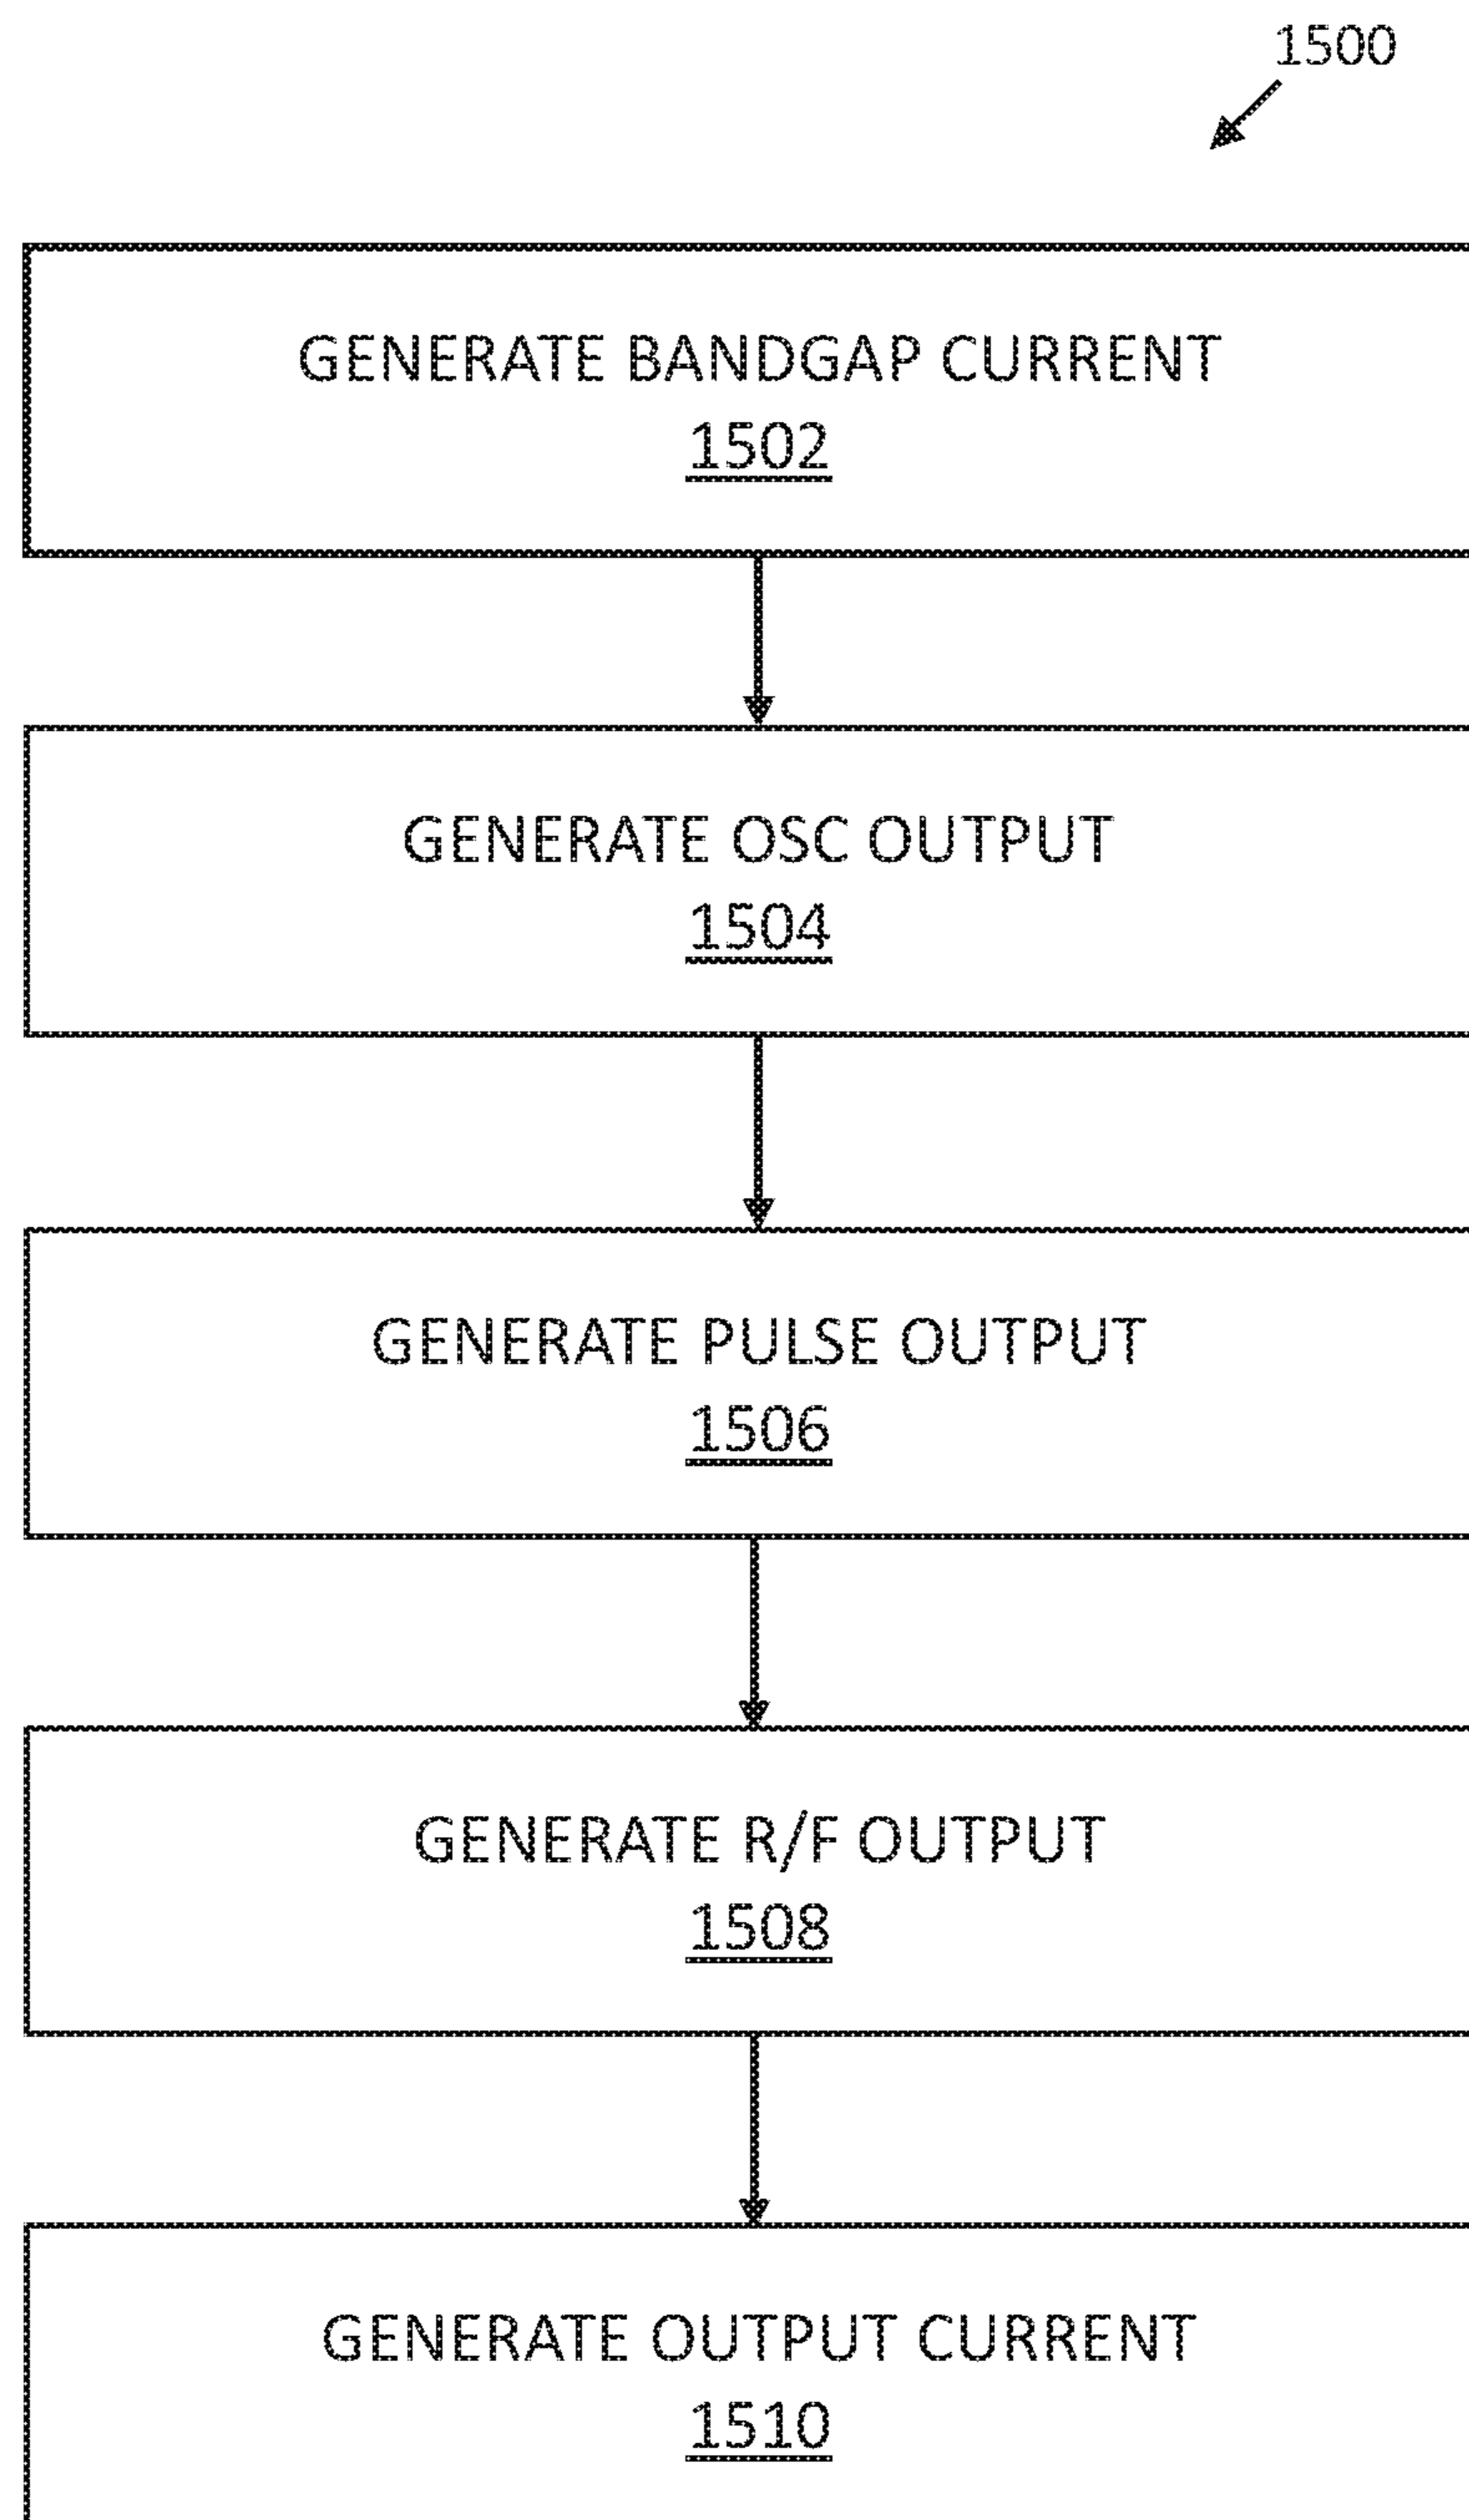 1500
GENERATE BANDGAP CURRENT
1502
GENERATE OSC OUTPUT
1504
GENERATE PULSE OUTPUT
1506
GENERATE R/F OUTPUT
1508
GENERATE OUTPUT CURRENT
1510